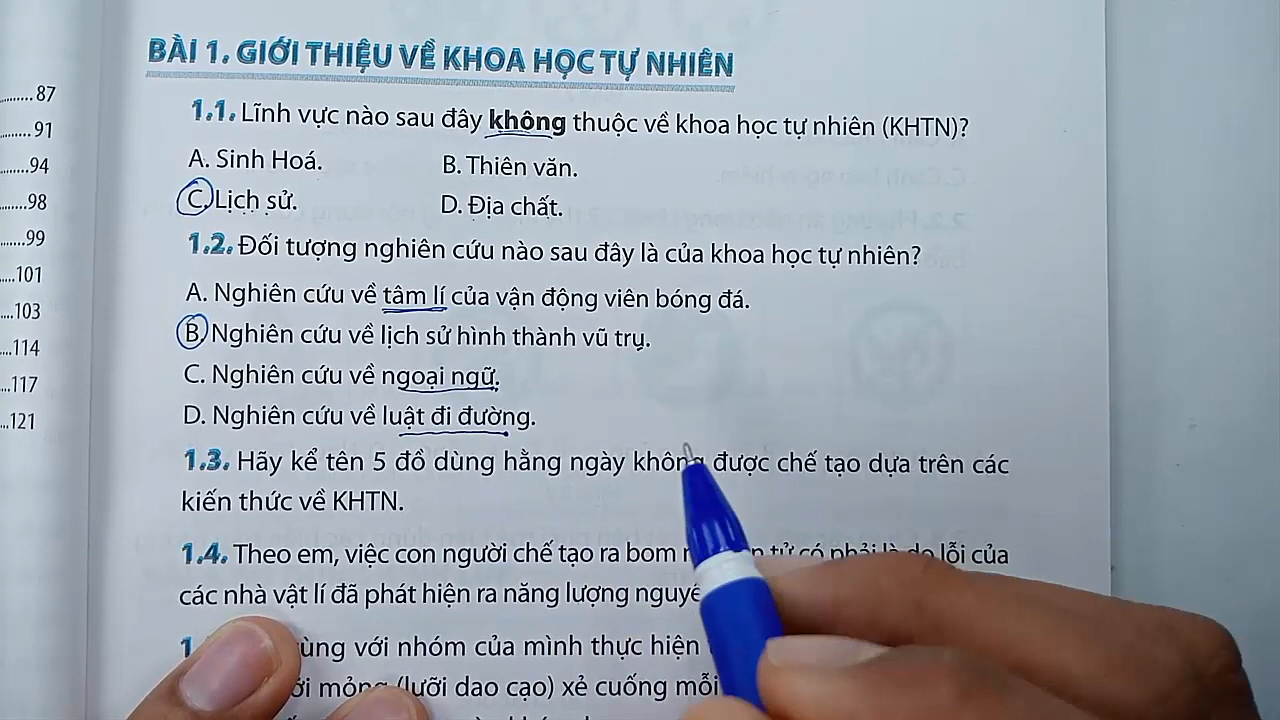 BÀI 1. GIỚI THIỆU VỀ KHOA HỌC TỰ NHIÊN
1.1. Lĩnh vực nào sau đây không thuộc về khoa học tự nhiên (KHTN)?
A. Sinh Hoá. B. Thiên văn.
C. Lịch sử. D. Địa chất.
1.2. Đối tượng nghiên cứu nào sau đây là của khoa học tự nhiên?
A. Nghiên cứu về tâm lí của vận động viên bóng đá.
B. Nghiên cứu về lịch sử hình thành vũ trụ.
C. Nghiên cứu về ngoại ngữ.
D. Nghiên cứu về luật đi đường.
1.3. Hãy kể tên 5 đồ dùng hằng ngày không được chế tạo dựa trên các
kiến thức về KHTN.
1.4. Theo em, việc con người chế tạo ra bom tử có phải là do lỗi của
các nhà vật lí đã phát hiện ra năng lượng
với nhóm của mình thực hiện
mỏng (lưỡi dao cạo) xẻ cuống mỗi
.........87
.........91
........94
........98
........99
.....101
.....103
....114
....117
...121